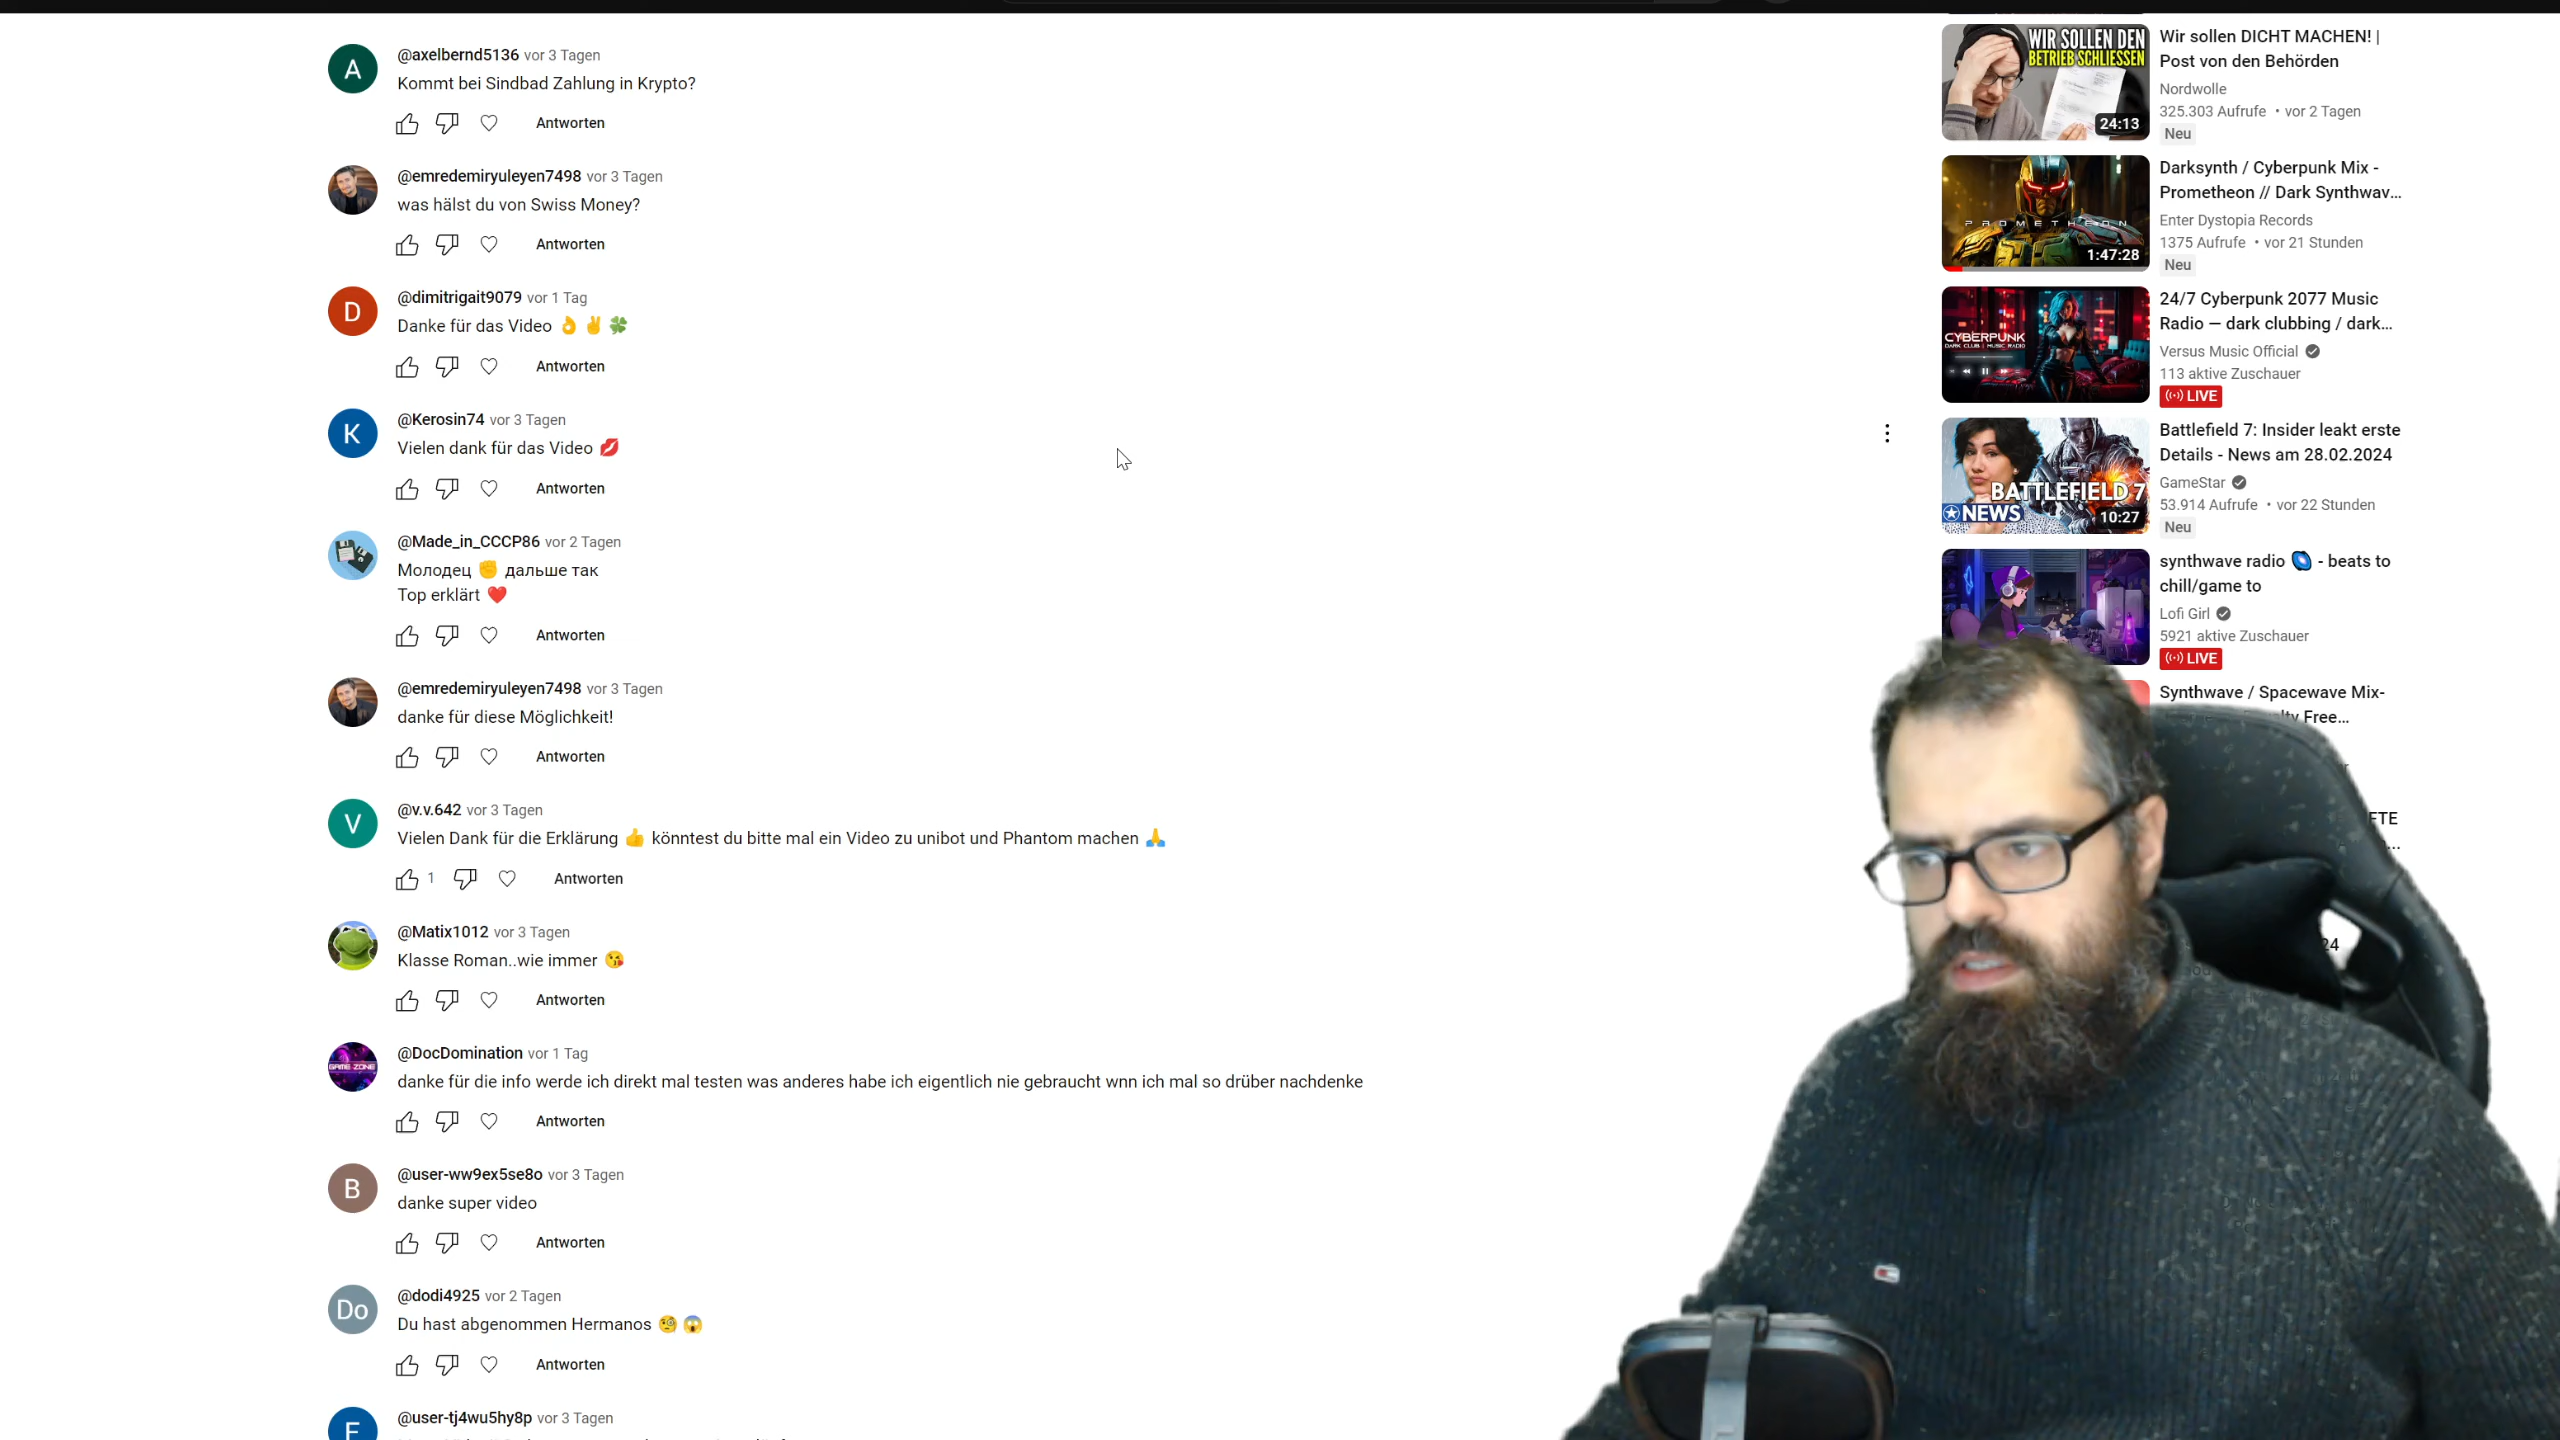 A
@axelbernd5136 vor 3 Tagen
Kommt bei Sindbad Zahlung in Krypto?
Antworten
@emredemiryuleyen7498 vor 3 Tagen
was hälst du von Swiss Money?
Antworten
D
@dimitrigait9079 vor 1 Tag
Danke für das Video 👌 ✌️ 🍀
Antworten
K
@Kerosin74 vor 3 Tagen
Vielen dank für das Video 💋
Antworten
@Made_in_CCCP86 vor 2 Tagen
Молодец ✊ дальше так
Top erklärt ❤️
Antworten
@emredemiryuleyen7498 vor 3 Tagen
danke für diese Möglichkeit!
Antworten
V
@v.v.642 vor 3 Tagen
Vielen Dank für die Erklärung 👍 könntest du bitte mal ein Video zu unibot und Phantom machen 🙏
1 Antworten
@Matix1012 vor 3 Tagen
Klasse Roman..wie immer 😘
Antworten
GAME ZONE
@DocDomination vor 1 Tag
danke für die info werde ich direkt mal testen was anderes habe ich eigentlich nie gebraucht wnn ich mal so drüber nachdenke
Antworten
B
@user-ww9ex5se8o vor 3 Tagen
danke super video
Antworten
Do
@dodi4925 vor 2 Tagen
Du hast abgenommen Hermanos 🧐 😱
Antworten
@user-tj4wu5hy8p vor 3 Tagen
WIR SOLLEN DEN
BETRIEB SCHLIESSEN
24:13
Wir sollen DICHT MACHEN! |
Post von den Behörden
Nordwolle
325.303 Aufrufe • vor 2 Tagen
Neu
PROMETHEON
1:47:28
Darksynth / Cyberpunk Mix -
Prometheon // Dark Synthwav...
Enter Dystopia Records
1375 Aufrufe • vor 21 Stunden
Neu
CYBERPUNK
DARK CLUB | MUSIC RADIO
24/7 Cyberpunk 2077 Music
Radio — dark clubbing / dark...
Versus Music Official
113 aktive Zuschauer
LIVE
BATTLEFIELD 7
NEWS
10:27
Battlefield 7: Insider leakt erste
Details - News am 28.02.2024
GameStar
53.914 Aufrufe • vor 22 Stunden
Neu
synthwave radio 🌌 - beats to
chill/game to
Lofi Girl
5921 aktive Zuschauer
LIVE
Synthwave / Spacewave Mix-
Free...